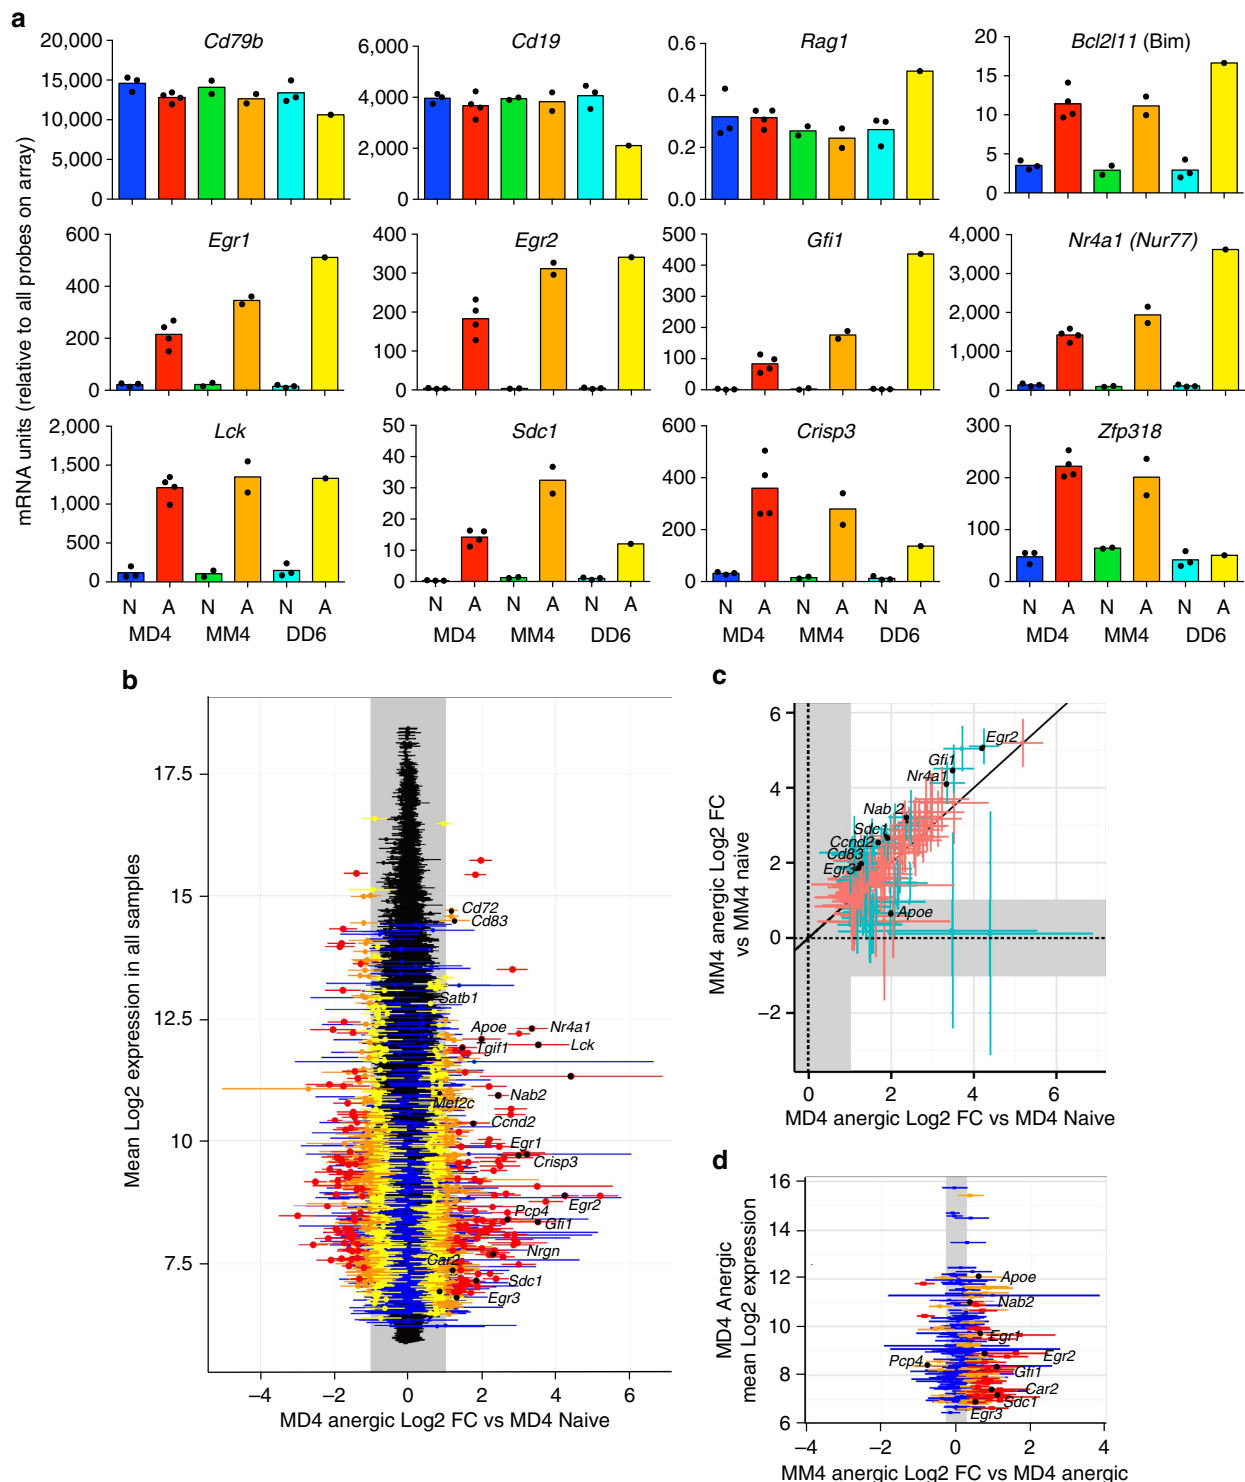 a
mRNA units (relative to all probes on array)
Cd79b
20,000
15,000
10,000
5,000
0
Cd19
6,000
4,000
2,000
0
Rag1
0.6
0.4
0.2
0.0
Bcl2l11 (Bim)
20
15
10
5
0
Egr1
600
400
200
0
Egr2
400
300
200
100
0
Gfi1
500
400
300
200
100
0
Nr4a1 (Nur77)
4,000
3,000
2,000
1,000
0
Lck
2,000
1,500
1,000
500
0
N A N A N A
MD4 MM4 DD6
Sdc1
50
40
30
20
10
0
N A N A N A
MD4 MM4 DD6
Crisp3
600
400
200
0
N A N A N A
MD4 MM4 DD6
Zfp318
300
200
100
0
N A N A N A
MD4 MM4 DD6
b
Mean Log2 expression in all samples
17.5
15
12.5
10
7.5
Cd72
Cd83
Satb1
Apoe
Nr4a1
Tgif1
Lck
Mef2c
Nab2
Ccnd2
Egr1
Crisp3
Egr2
Pcp4
Gfi1
Nrgn
Car2
Sdc1
Egr3
−4 −2 0 2 4 6
MD4 anergic Log2 FC vs MD4 Naive
c
MM4 anergic Log2 FC
vs MM4 naive
6
4
2
0
−2
Egr2
Gfi1
Nr4a1
Nab 2
Sdc1
Ccnd2
Cd83
Egr3
Apoe
0 2 4 6
MD4 anergic Log2 FC vs MD4 Naive
d
MD4 Anergic
mean Log2 expression
16
14
12
10
8
6
Apoe
Nab2
Egr1
Egr2
Pcp4
Gfi1
Car2
Sdc1
Egr3
−4 −2 0 2 4
MM4 anergic Log2 FC vs MD4 anergic